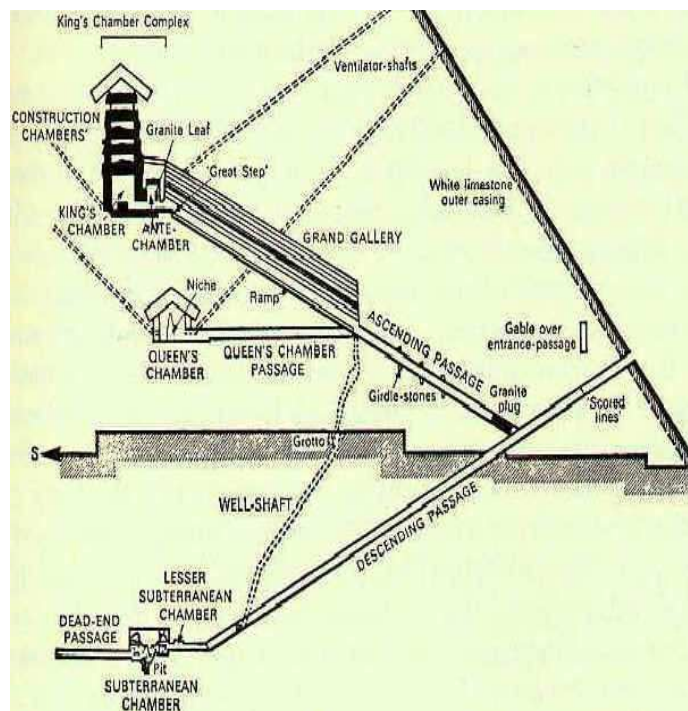 King's Chamber Complex
Ventilator-shafts
CONSTRUCTION
CHAMBERS'
Granite Leaf
'Great Step'
KING'S
CHAMBER
ANTE-
CHAMBER
White limestone
outer casing
GRAND GALLERY
Niche
Ramp
QUEEN'S
CHAMBER
QUEEN'S CHAMBER
PASSAGE
ASCENDING PASSAGE
Gable over
entrance-passage
Girdle-stones
Granite
plug
'Scored
lines'
S
Grotto
WELL-SHAFT
DESCENDING PASSAGE
LESSER
SUBTERRANEAN
CHAMBER
DEAD-END
PASSAGE
Pit
SUBTERRANEAN
CHAMBER